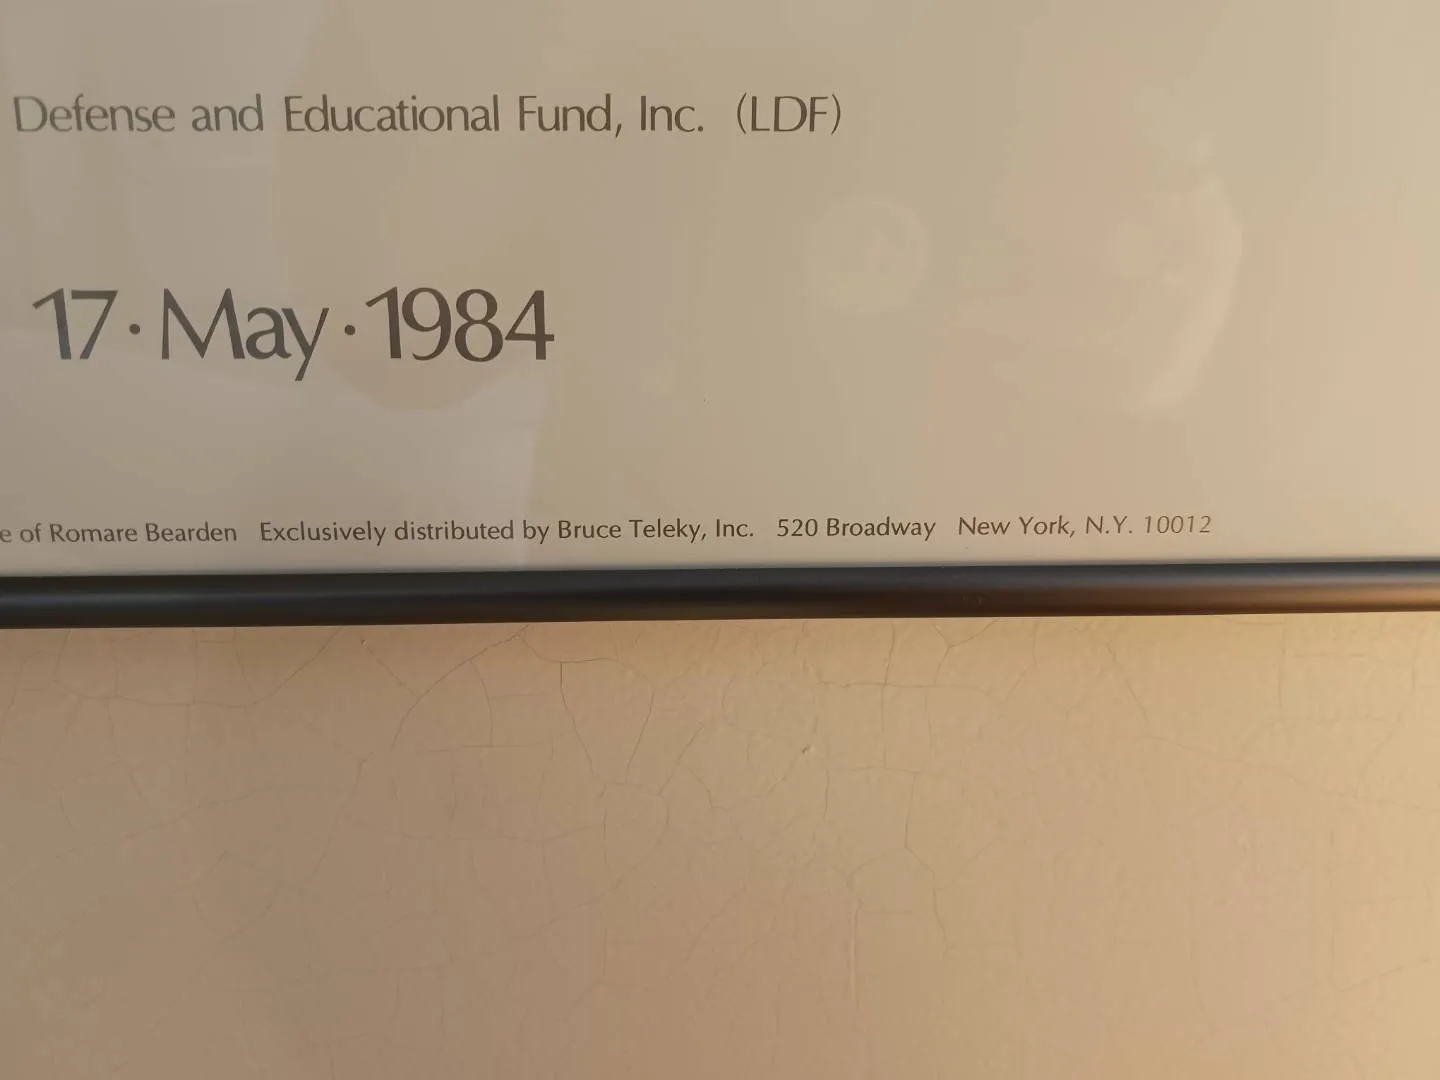 Defense and Educational Fund, Inc. (LDF)
17·May·1984
e of Romare Bearden Exclusively distributed by Bruce Teleky, Inc. 520 Broadway New York, N.Y. 10012